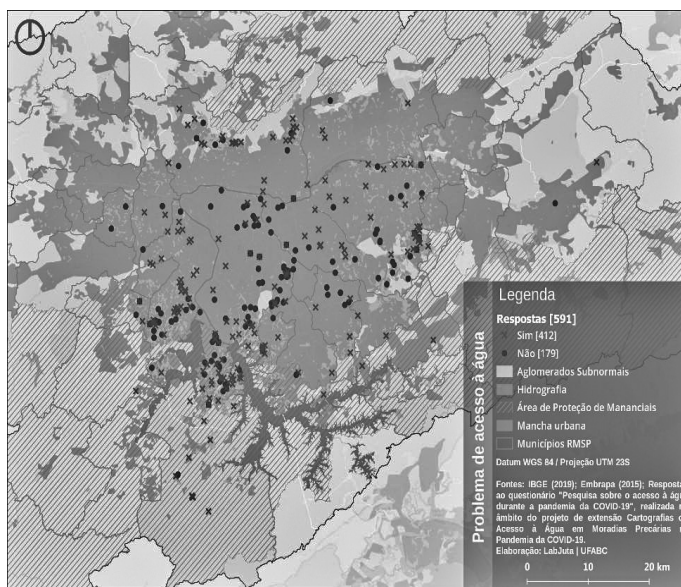 Problema de acesso à água
Legenda
Respostas [591]
Sim [412]
Não [179]
Aglomerados Subnormais
Hidrografia
Área de Proteção de Mananciais
Mancha urbana
Municípios RMSP
Datum WGS 84 / Projeção UTM 23S
Fontes: IBGE (2019); Embrapa (2015); Resposta
ao questionário "Pesquisa sobre o acesso à ág
durante a pandemia da COVID-19", realizada n
âmbito do projeto de extensão Cartografias d
Acesso à Água em Moradias Precárias n
Pandemia da COVID-19.
Elaboração: LabJuta | UFABC
0 10 20 km